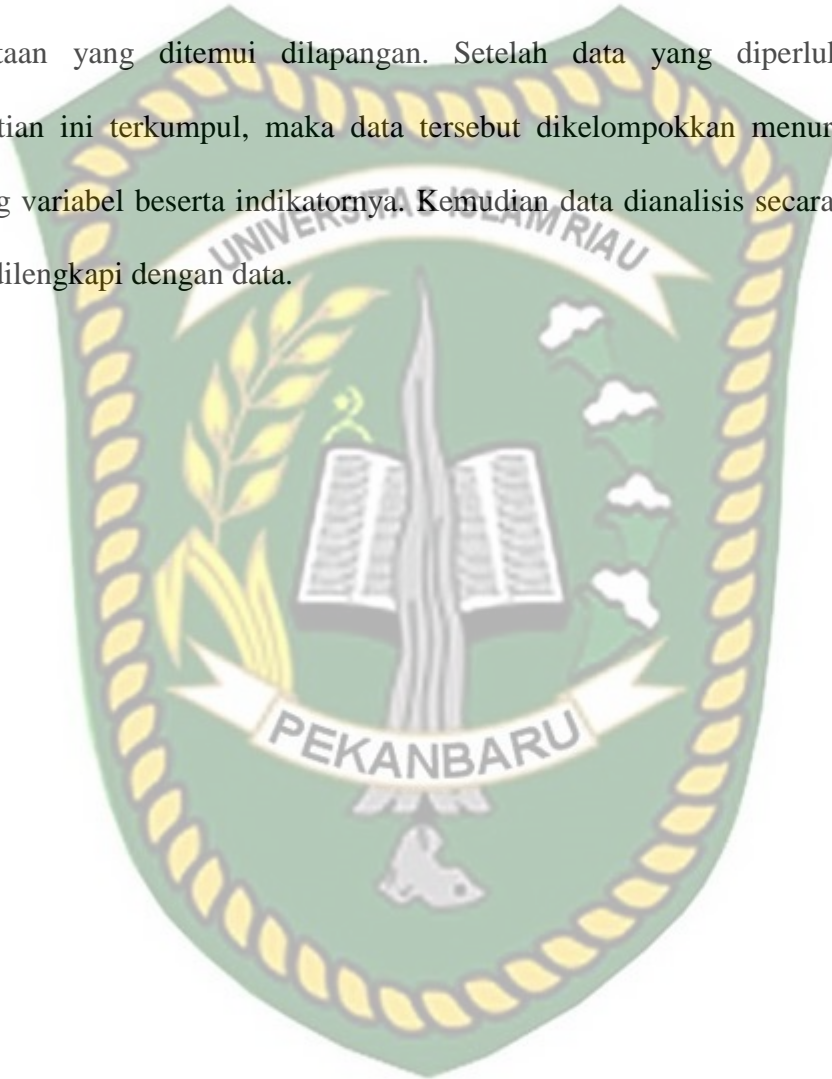 taan yang ditemui dilapangan. Setelah data yang diperluk
tian ini terkumpul, maka data tersebut dikelompokkan menur
g variabel beserta indikatornya. Kemudian data dianalisis secara
dilengkapi dengan data.
UNIVERSITAS ISLAM RIAU
PEKANBARU